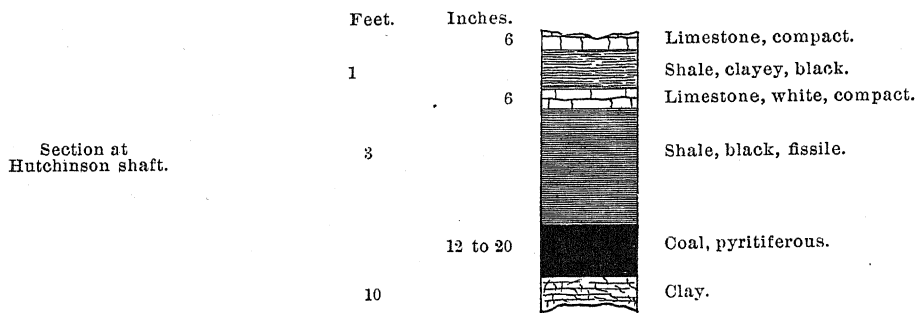 Feet. Inches.
6 Limestone, compact.
1 Shale, clayey, black.
6 Limestone, white, compact.
Section at
Hutchinson shaft.
3 Shale, black, fissile.
12 to 20 Coal, pyritiferous.
10 Clay.